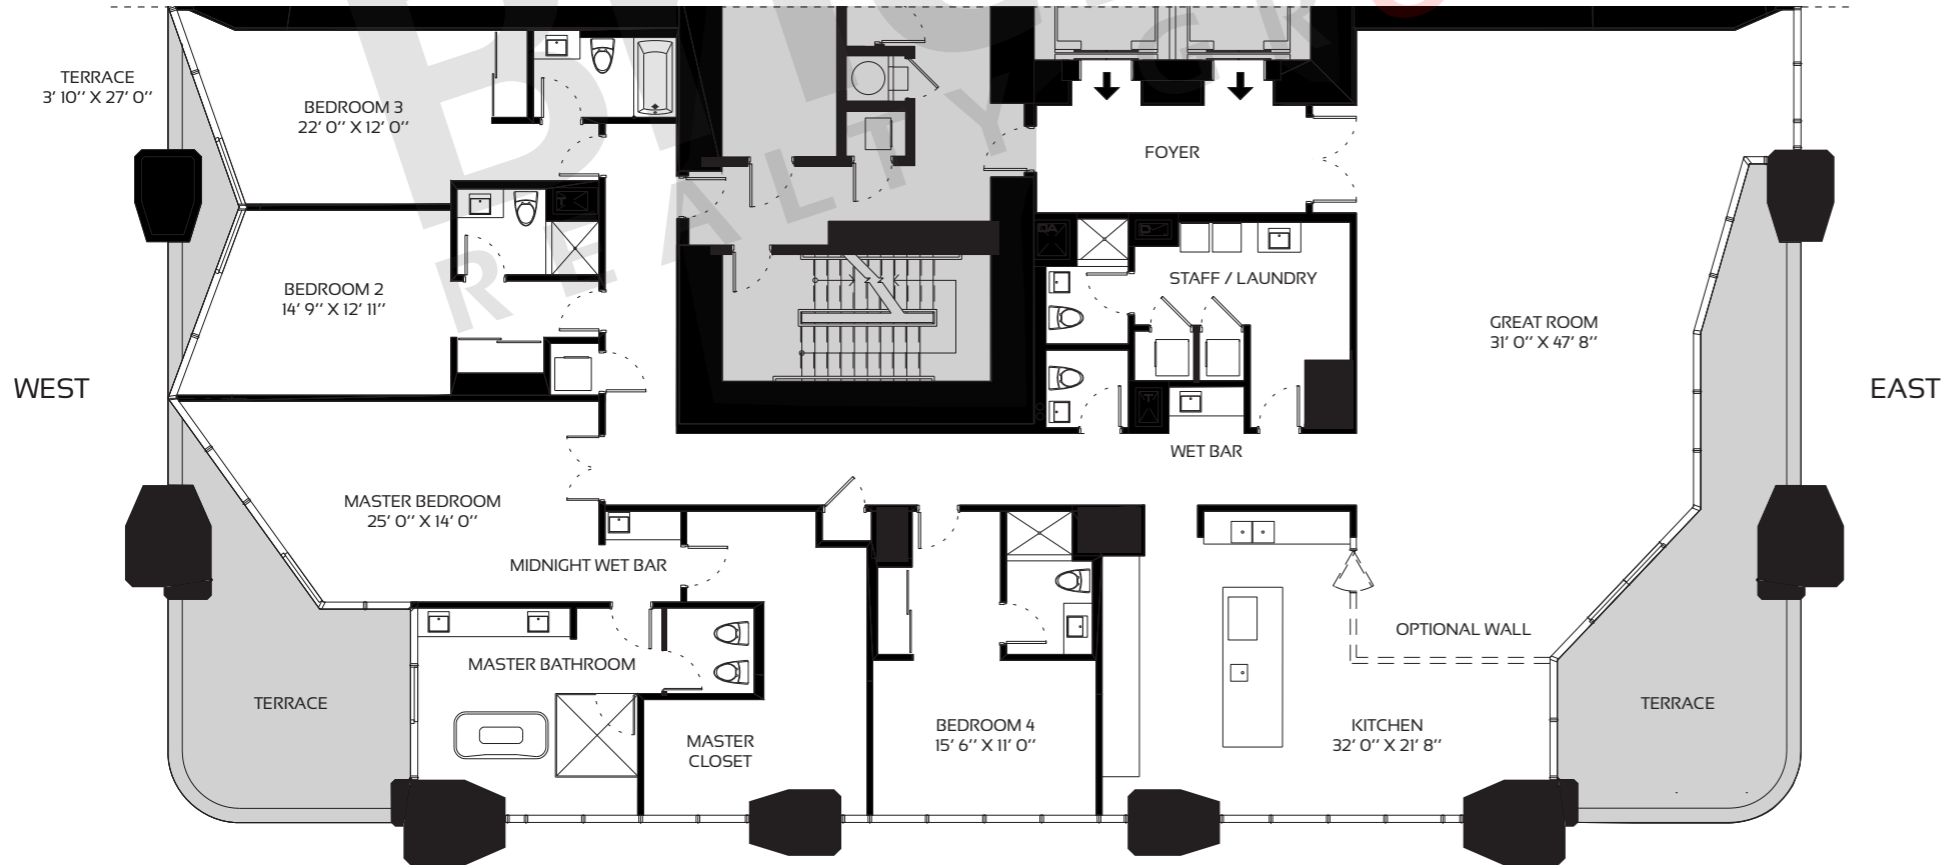 TERRACE
3' 10'' X 27' 0''
BEDROOM 3
22' 0'' X 12' 0''
FOYER
REALTY GR
BEDROOM 2
14' 9'' X 12' 11''
STAFF / LAUNDRY
GREAT ROOM
31' 0'' X 47' 8''
WEST
EAST
WET BAR
MASTER BEDROOM
25' 0'' X 14' 0''
MIDNIGHT WET BAR
OPTIONAL WALL
MASTER BATHROOM
TERRACE
TERRACE
BEDROOM 4
15' 6'' X 11' 0''
KITCHEN
32' 0'' X 21' 8''
MASTER
CLOSET